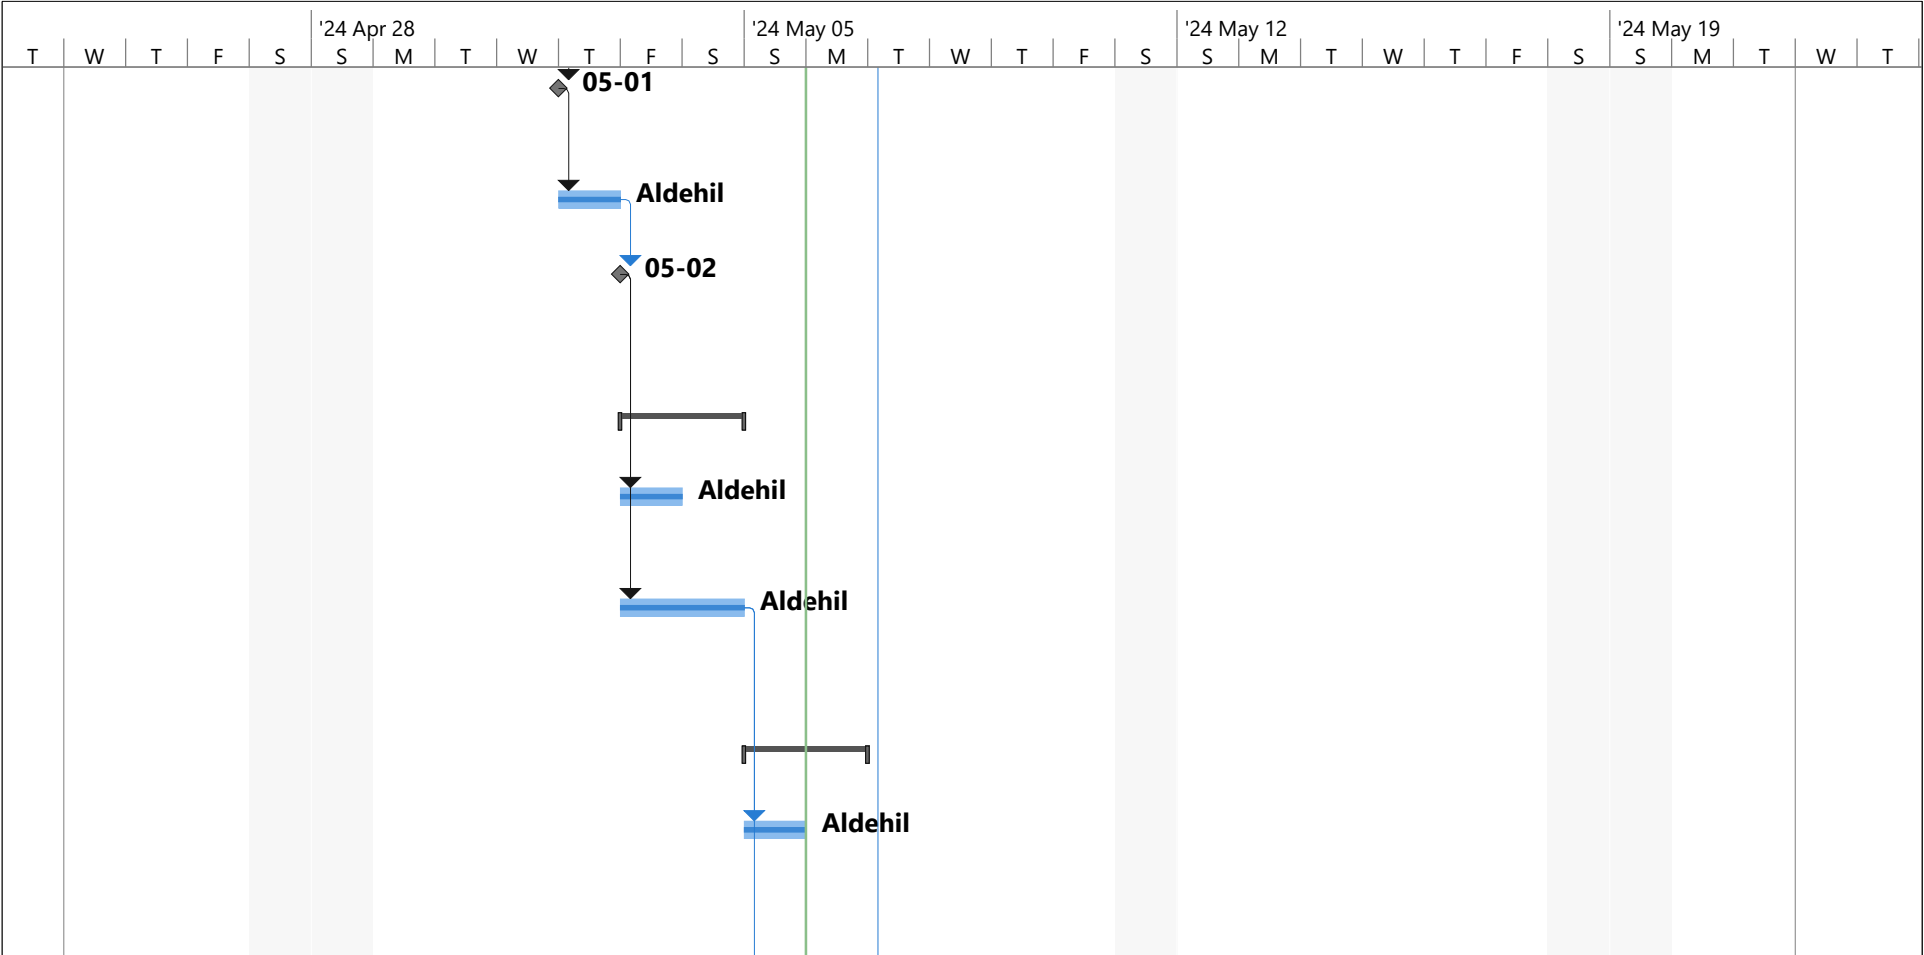 '24 Apr 28 '24 May 05 '24 May 12 '24 May 19
T W T F S S M T W T F S S M T W T F S S M T W T F S S M T W T
05-01
Aldehil
05-02
Aldehil
Aldehil
Aldehil